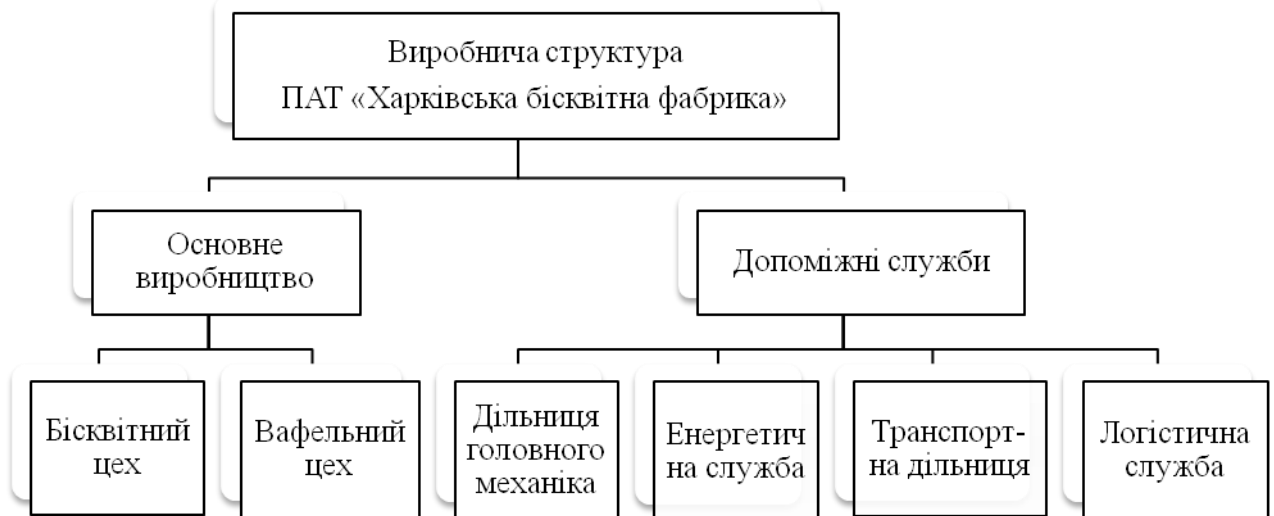 Виробнича структура
ПАТ «Харківська бісквітна фабрика»
Основне
виробництво
Допоміжні служби
Бісквітний
цех
Вафельний
цех
Дільниця
головного
механіка
Енергетич
на служба
Транспорт-
на дільниця
Логістична
служба